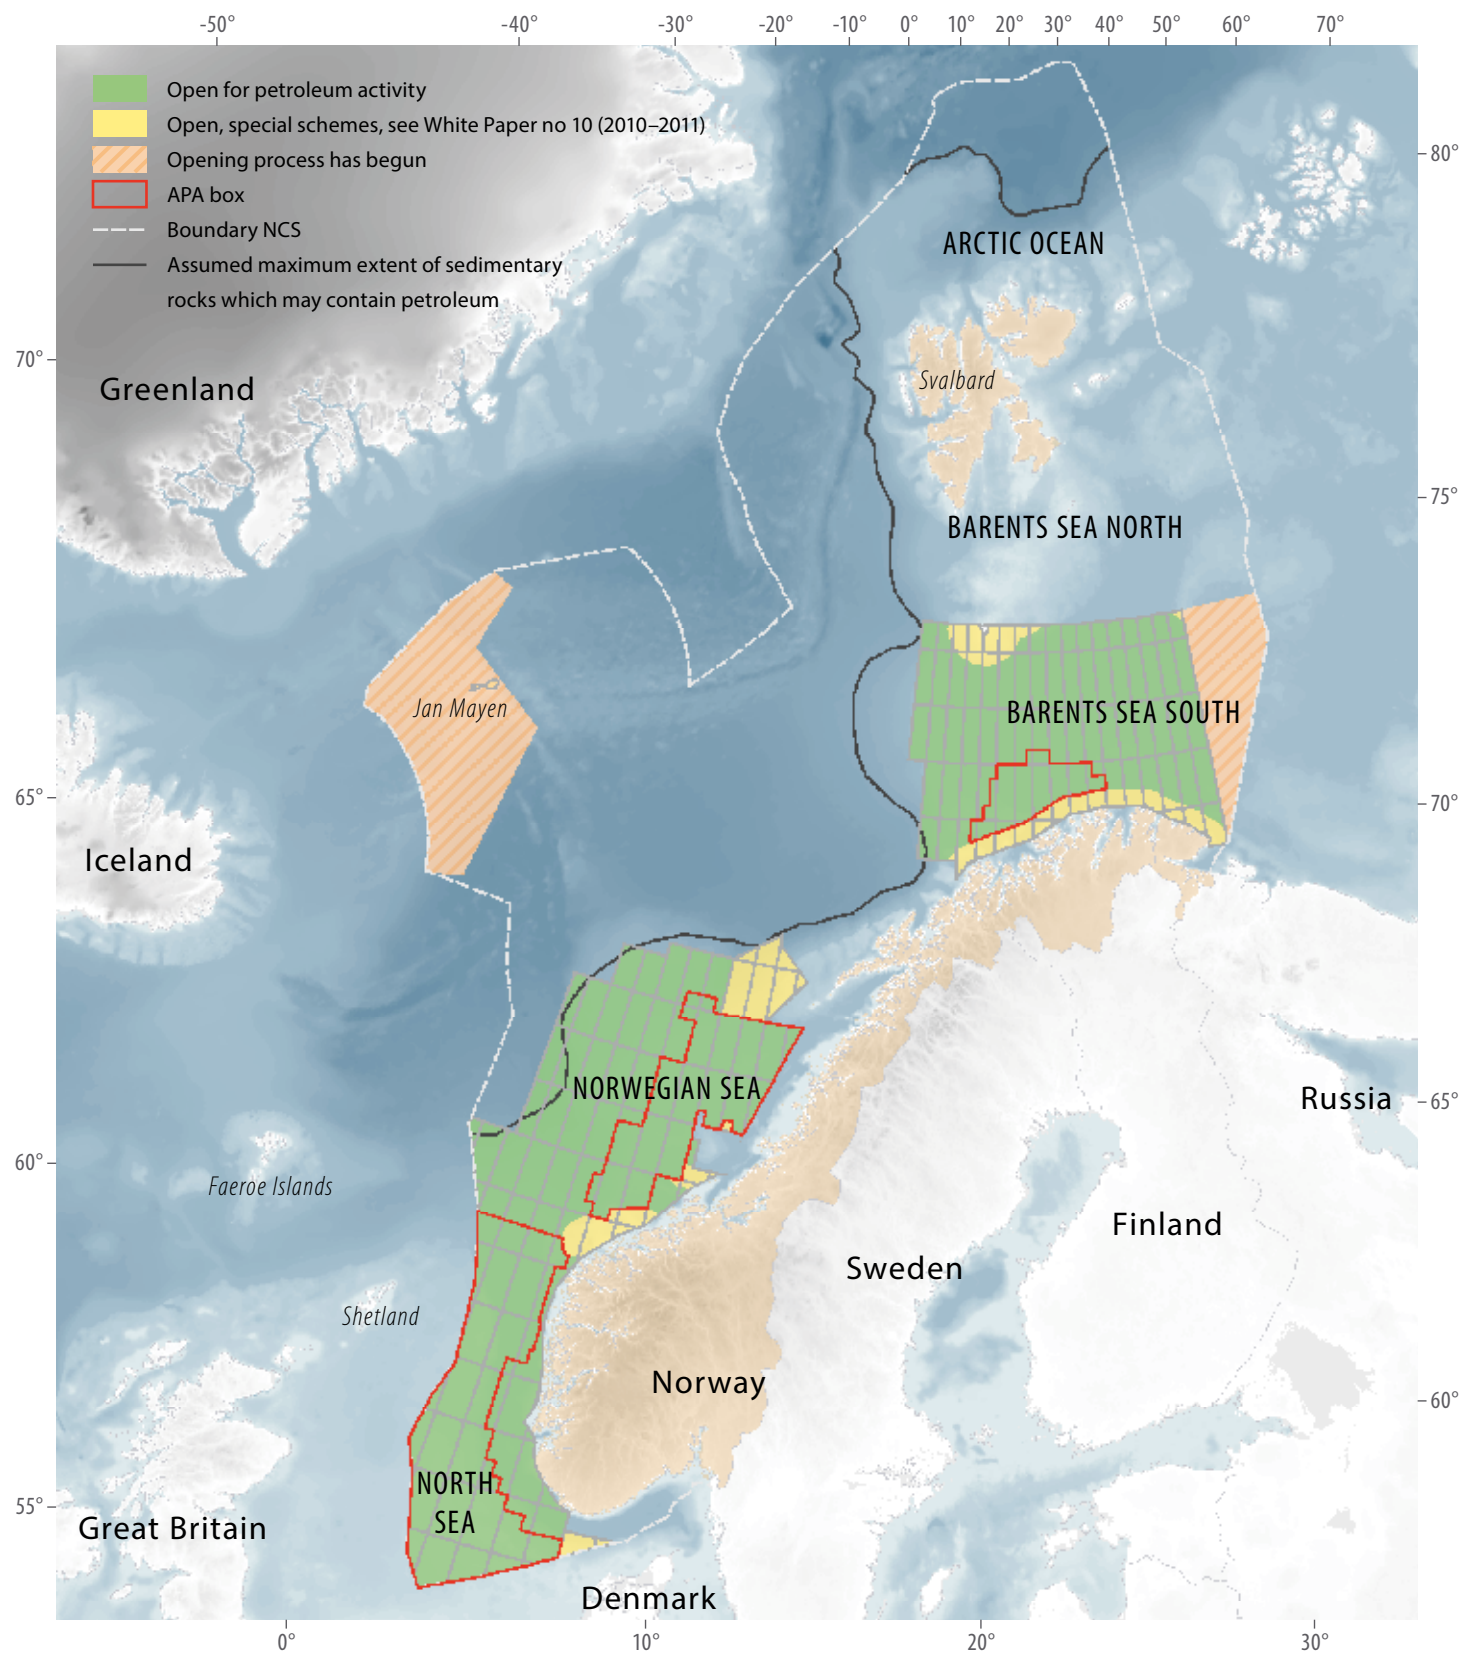 -50° -40° -30° -20° -10° 0° 10° 20° 30° 40° 50° 60° 70°
Open for petroleum activity
Open, special schemes, see White Paper no 10 (2010–2011)
80°
Opening process has begun
APA box
Boundary NCS
ARCTIC OCEAN
Assumed maximum extent of sedimentary
rocks which may contain petroleum
70°
Greenland
Svalbard
75°
BARENTS SEA NORTH
Jan Mayen
BARENTS SEA SOUTH
65°
70°
Iceland
NORWEGIAN SEA
Russia
65°
60°
Faeroe Islands
Finland
Sweden
Shetland
Norway
60°
NORTH
SEA
55°
Great Britain
Denmark
0° 10° 20° 30°